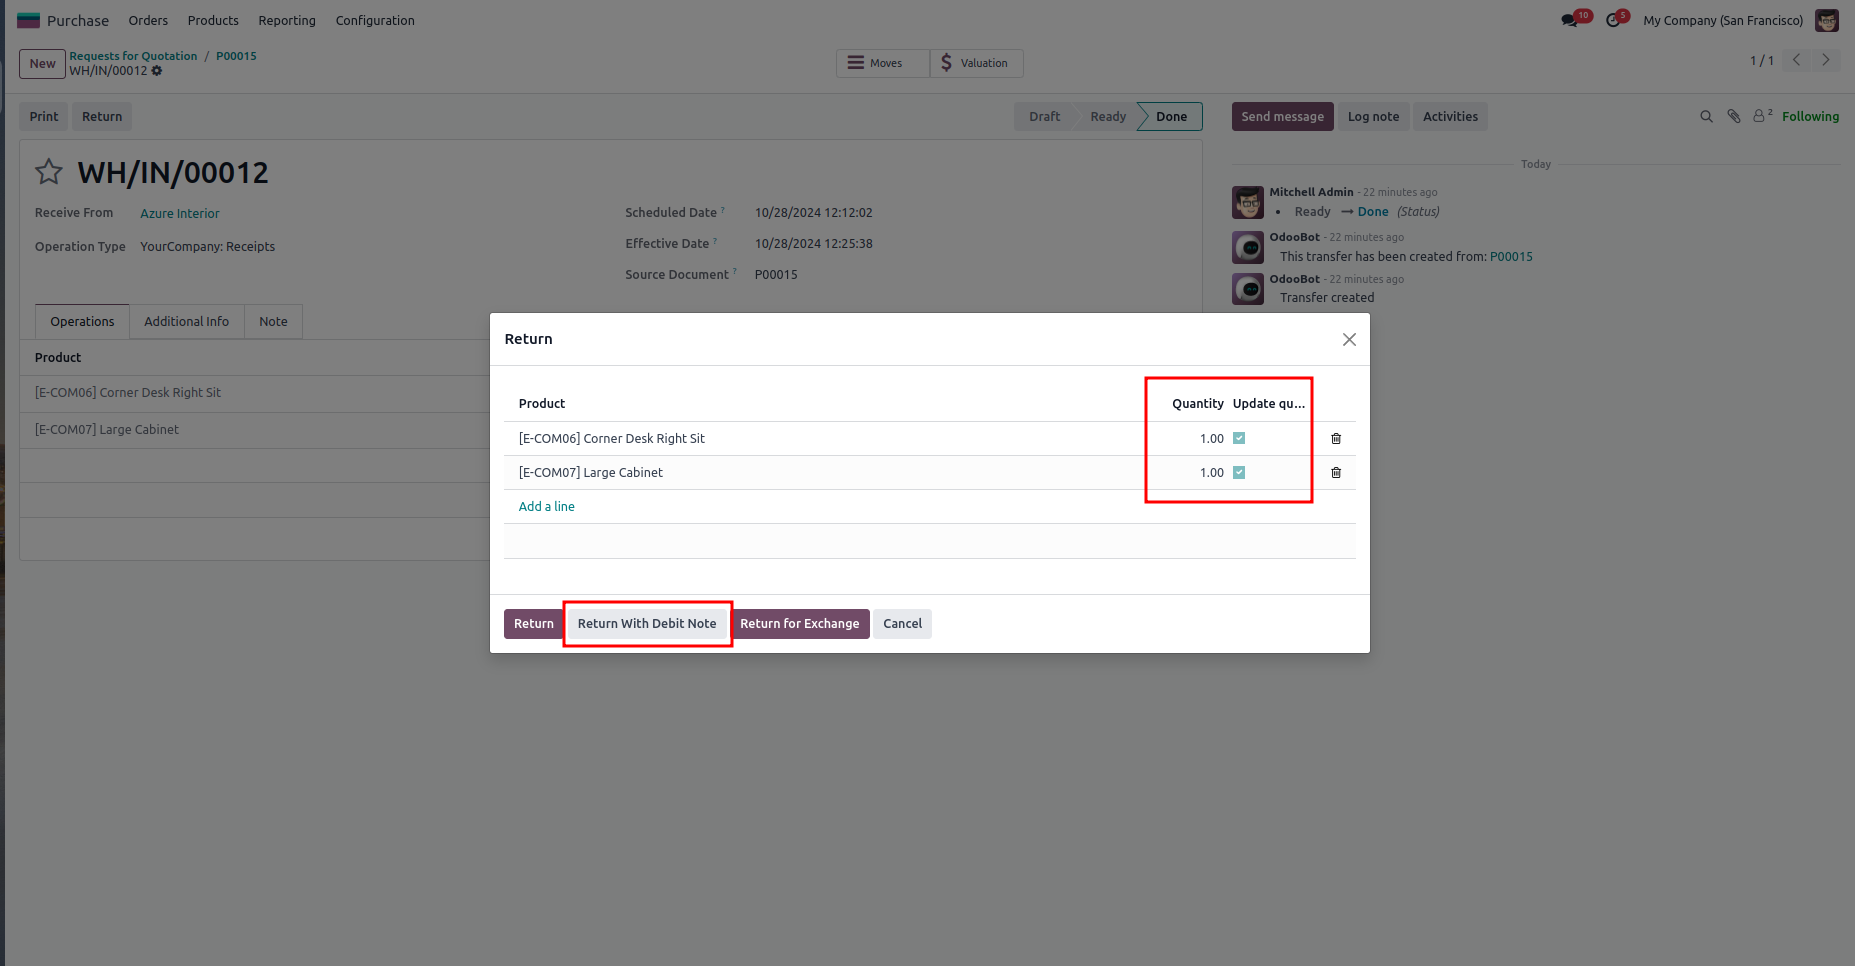 Purchase Orders Products Reporting Configuration 10 5 My Company (San Francisco)
New Requests for Quotation / P00015
WH/IN/00012
Moves Valuation 1 / 1
Print Return Draft Ready Done Send message Log note Activities 2 Following
WH/IN/00012
Receive From Azure Interior
Operation Type YourCompany: Receipts
Scheduled Date ? 10/28/2024 12:12:02
Effective Date ? 10/28/2024 12:25:38
Source Document ? P00015
Today
Mitchell Admin - 22 minutes ago
• Ready → Done (Status)
OdooBot - 22 minutes ago
This transfer has been created from: P00015
OdooBot - 22 minutes ago
Transfer created
Operations Additional Info Note
Product
[E-COM06] Corner Desk Right Sit
[E-COM07] Large Cabinet
Return
Product Quantity Update qu...
[E-COM06] Corner Desk Right Sit 1.00
[E-COM07] Large Cabinet 1.00
Add a line
Return Return With Debit Note Return for Exchange Cancel